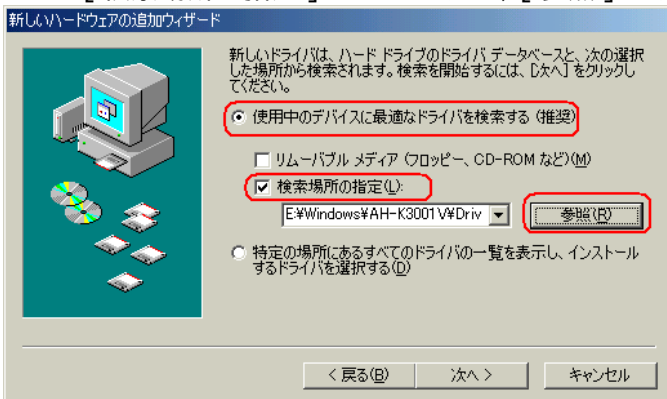 新しいハードウェアの追加ウィザード
新しいドライバは、ハード ドライブのドライバ データベースと、次の選択
した場所から検索されます。検索を開始するには、[次へ] をクリックし
てください。
使用中のデバイスに最適なドライバを検索する (推奨)
リムーバブル メディア (フロッピー、CD-ROM など)(M)
検索場所の指定(L):
E:¥Windows¥AH-K3001V¥Driv
参照(R)
特定の場所にあるすべてのドライバの一覧を表示し、インストール
するドライバを選択する(D)
< 戻る(B)
次へ >
キャンセル